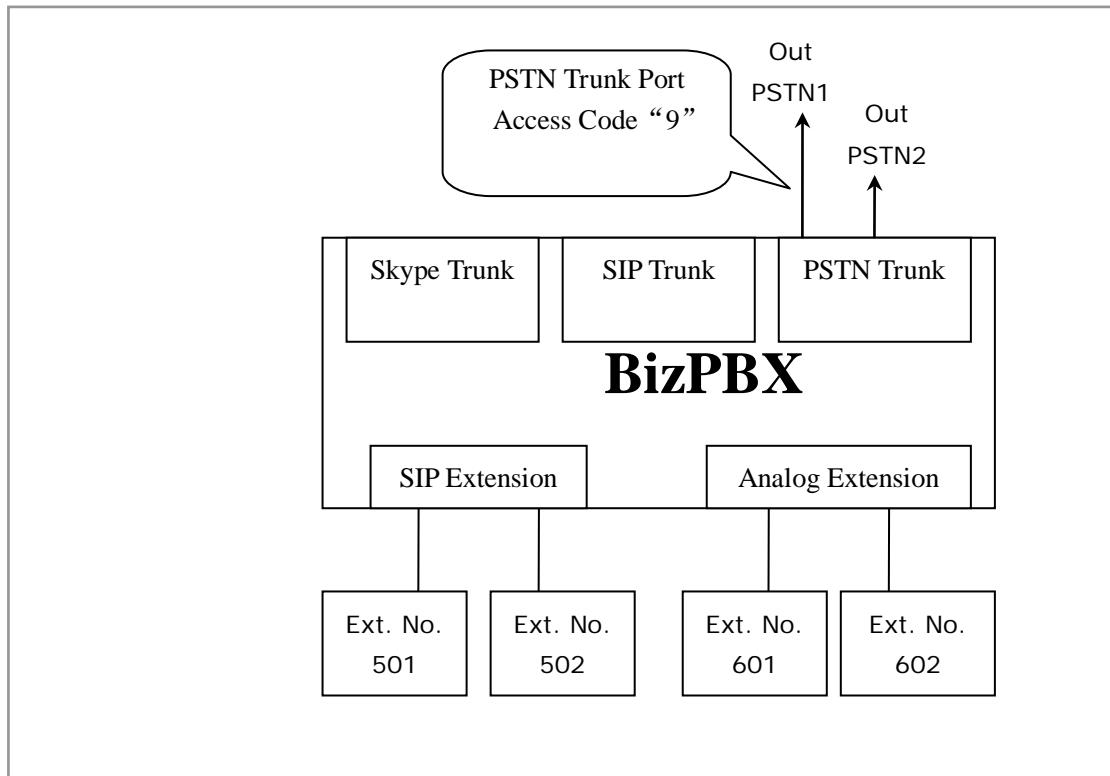 Out
PSTN1
PSTN Trunk Port
Access Code “9”
Out
PSTN2
Skype Trunk
SIP Trunk
PSTN Trunk
BizPBX
SIP Extension
Analog Extension
Ext. No.
501
Ext. No.
502
Ext. No.
601
Ext. No.
602